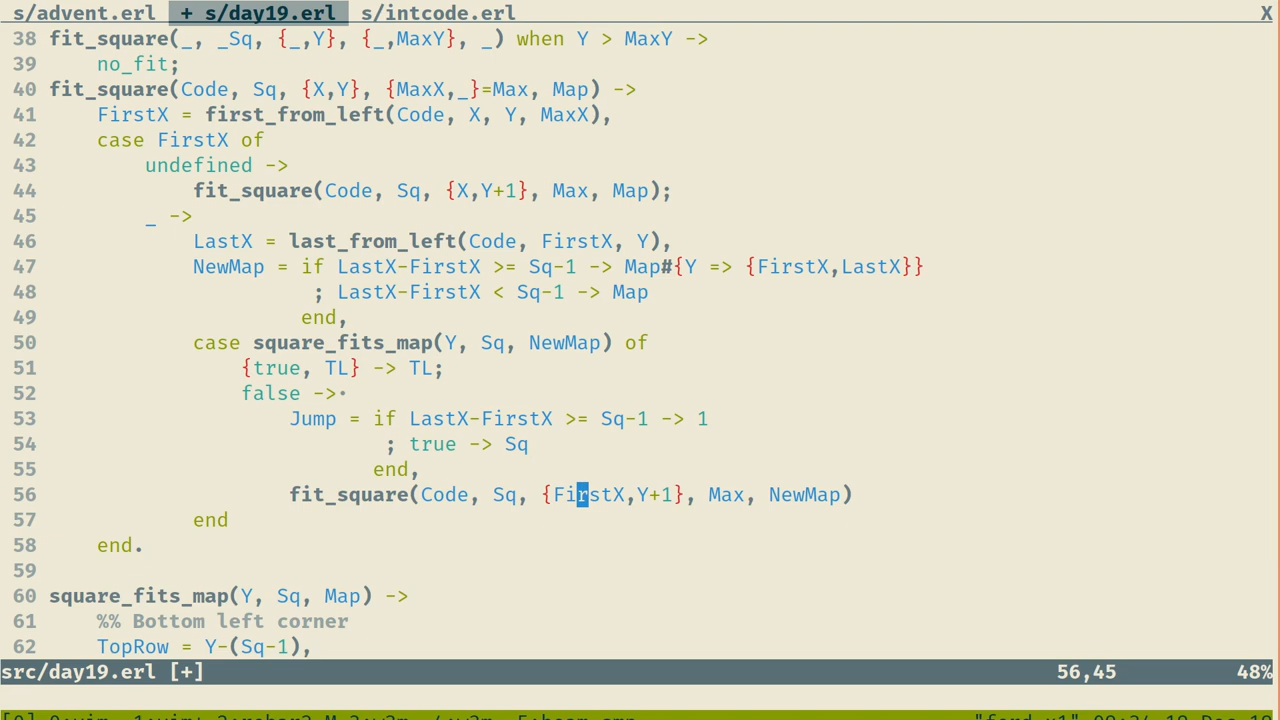 s/advent.erl  + s/day19.erl  s/intcode.erl X
38 fit_square(_, _Sq, {_,Y}, {_,MaxY}, _) when Y > MaxY ->
39     no_fit;
40 fit_square(Code, Sq, {X,Y}, {MaxX,_}=Max, Map) ->
41     FirstX = first_from_left(Code, X, Y, MaxX),
42     case FirstX of
43         undefined ->
44             fit_square(Code, Sq, {X,Y+1}, Max, Map);
45         _ ->
46             LastX = last_from_left(Code, FirstX, Y),
47             NewMap = if LastX-FirstX >= Sq-1 -> Map#{Y => {FirstX,LastX}}
48                       ; LastX-FirstX < Sq-1 -> Map
49                      end,
50             case square_fits_map(Y, Sq, NewMap) of
51                 {true, TL} -> TL;
52                 false ->·
53                     Jump = if LastX-FirstX >= Sq-1 -> 1
54                             ; true -> Sq
55                            end,
56                     fit_square(Code, Sq, {FirstX,Y+1}, Max, NewMap)
57             end
58     end.
59
60 square_fits_map(Y, Sq, Map) ->
61     %% Bottom left corner
62     TopRow = Y-(Sq-1),
src/day19.erl [+] 56,45 48%